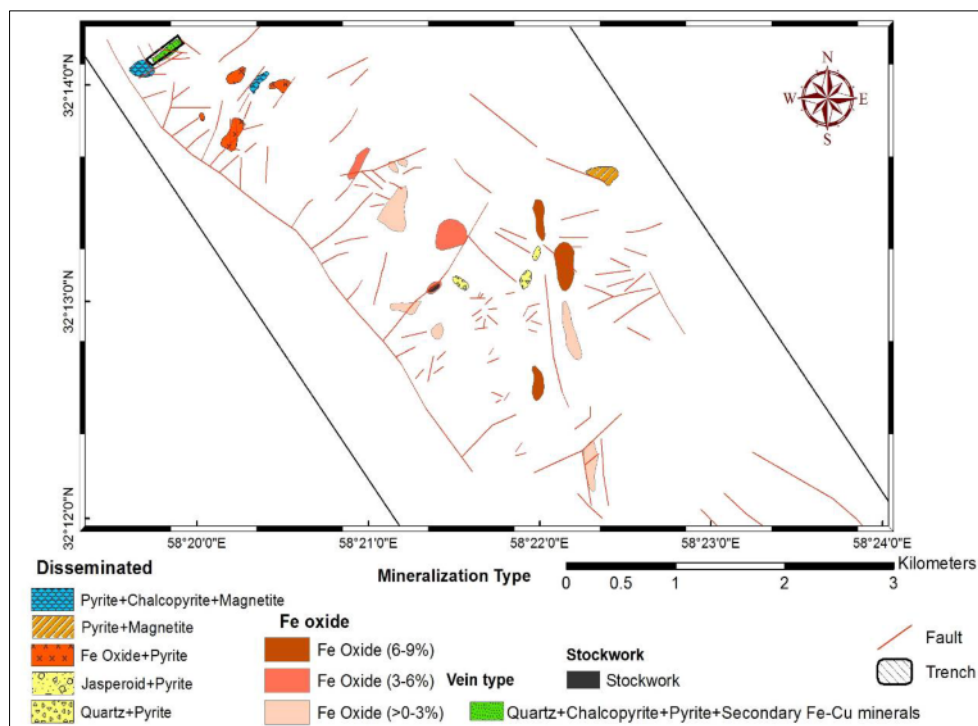 N
W
E
S
32°14'0"N
32°13'0"N
32°12'0"N
58°20'0"E
58°21'0"E
58°22'0"E
58°23'0"E
58°24'0"E
Disseminated
Mineralization Type
0 0.5 1 2 3
Kilometers
Pyrite+Chalcopyrite+Magnetite
Pyrite+Magnetite
Fe Oxide+Pyrite
Jasperoid+Pyrite
Quartz+Pyrite
Fe oxide
Fe Oxide (6-9%)
Fe Oxide (3-6%)
Fe Oxide (>0-3%)
Vein type
Quartz+Chalcopyrite+Pyrite+Secondary Fe-Cu minerals
Stockwork
Stockwork
Fault
Trench